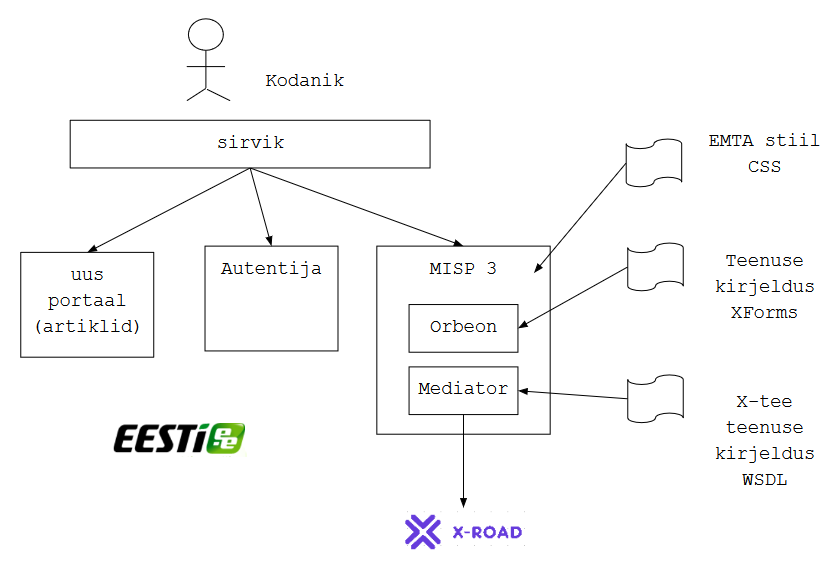 Kodanik
sirvik
EMTA stiil
CSS
uus
portaal
(artiklid)
Autentija
MISP 3
Orbeon
Mediator
Teenuse
kirjeldus
XForms
X-tee
teenuse
kirjeldus
WSDL
EESTi e-e
X-ROAD